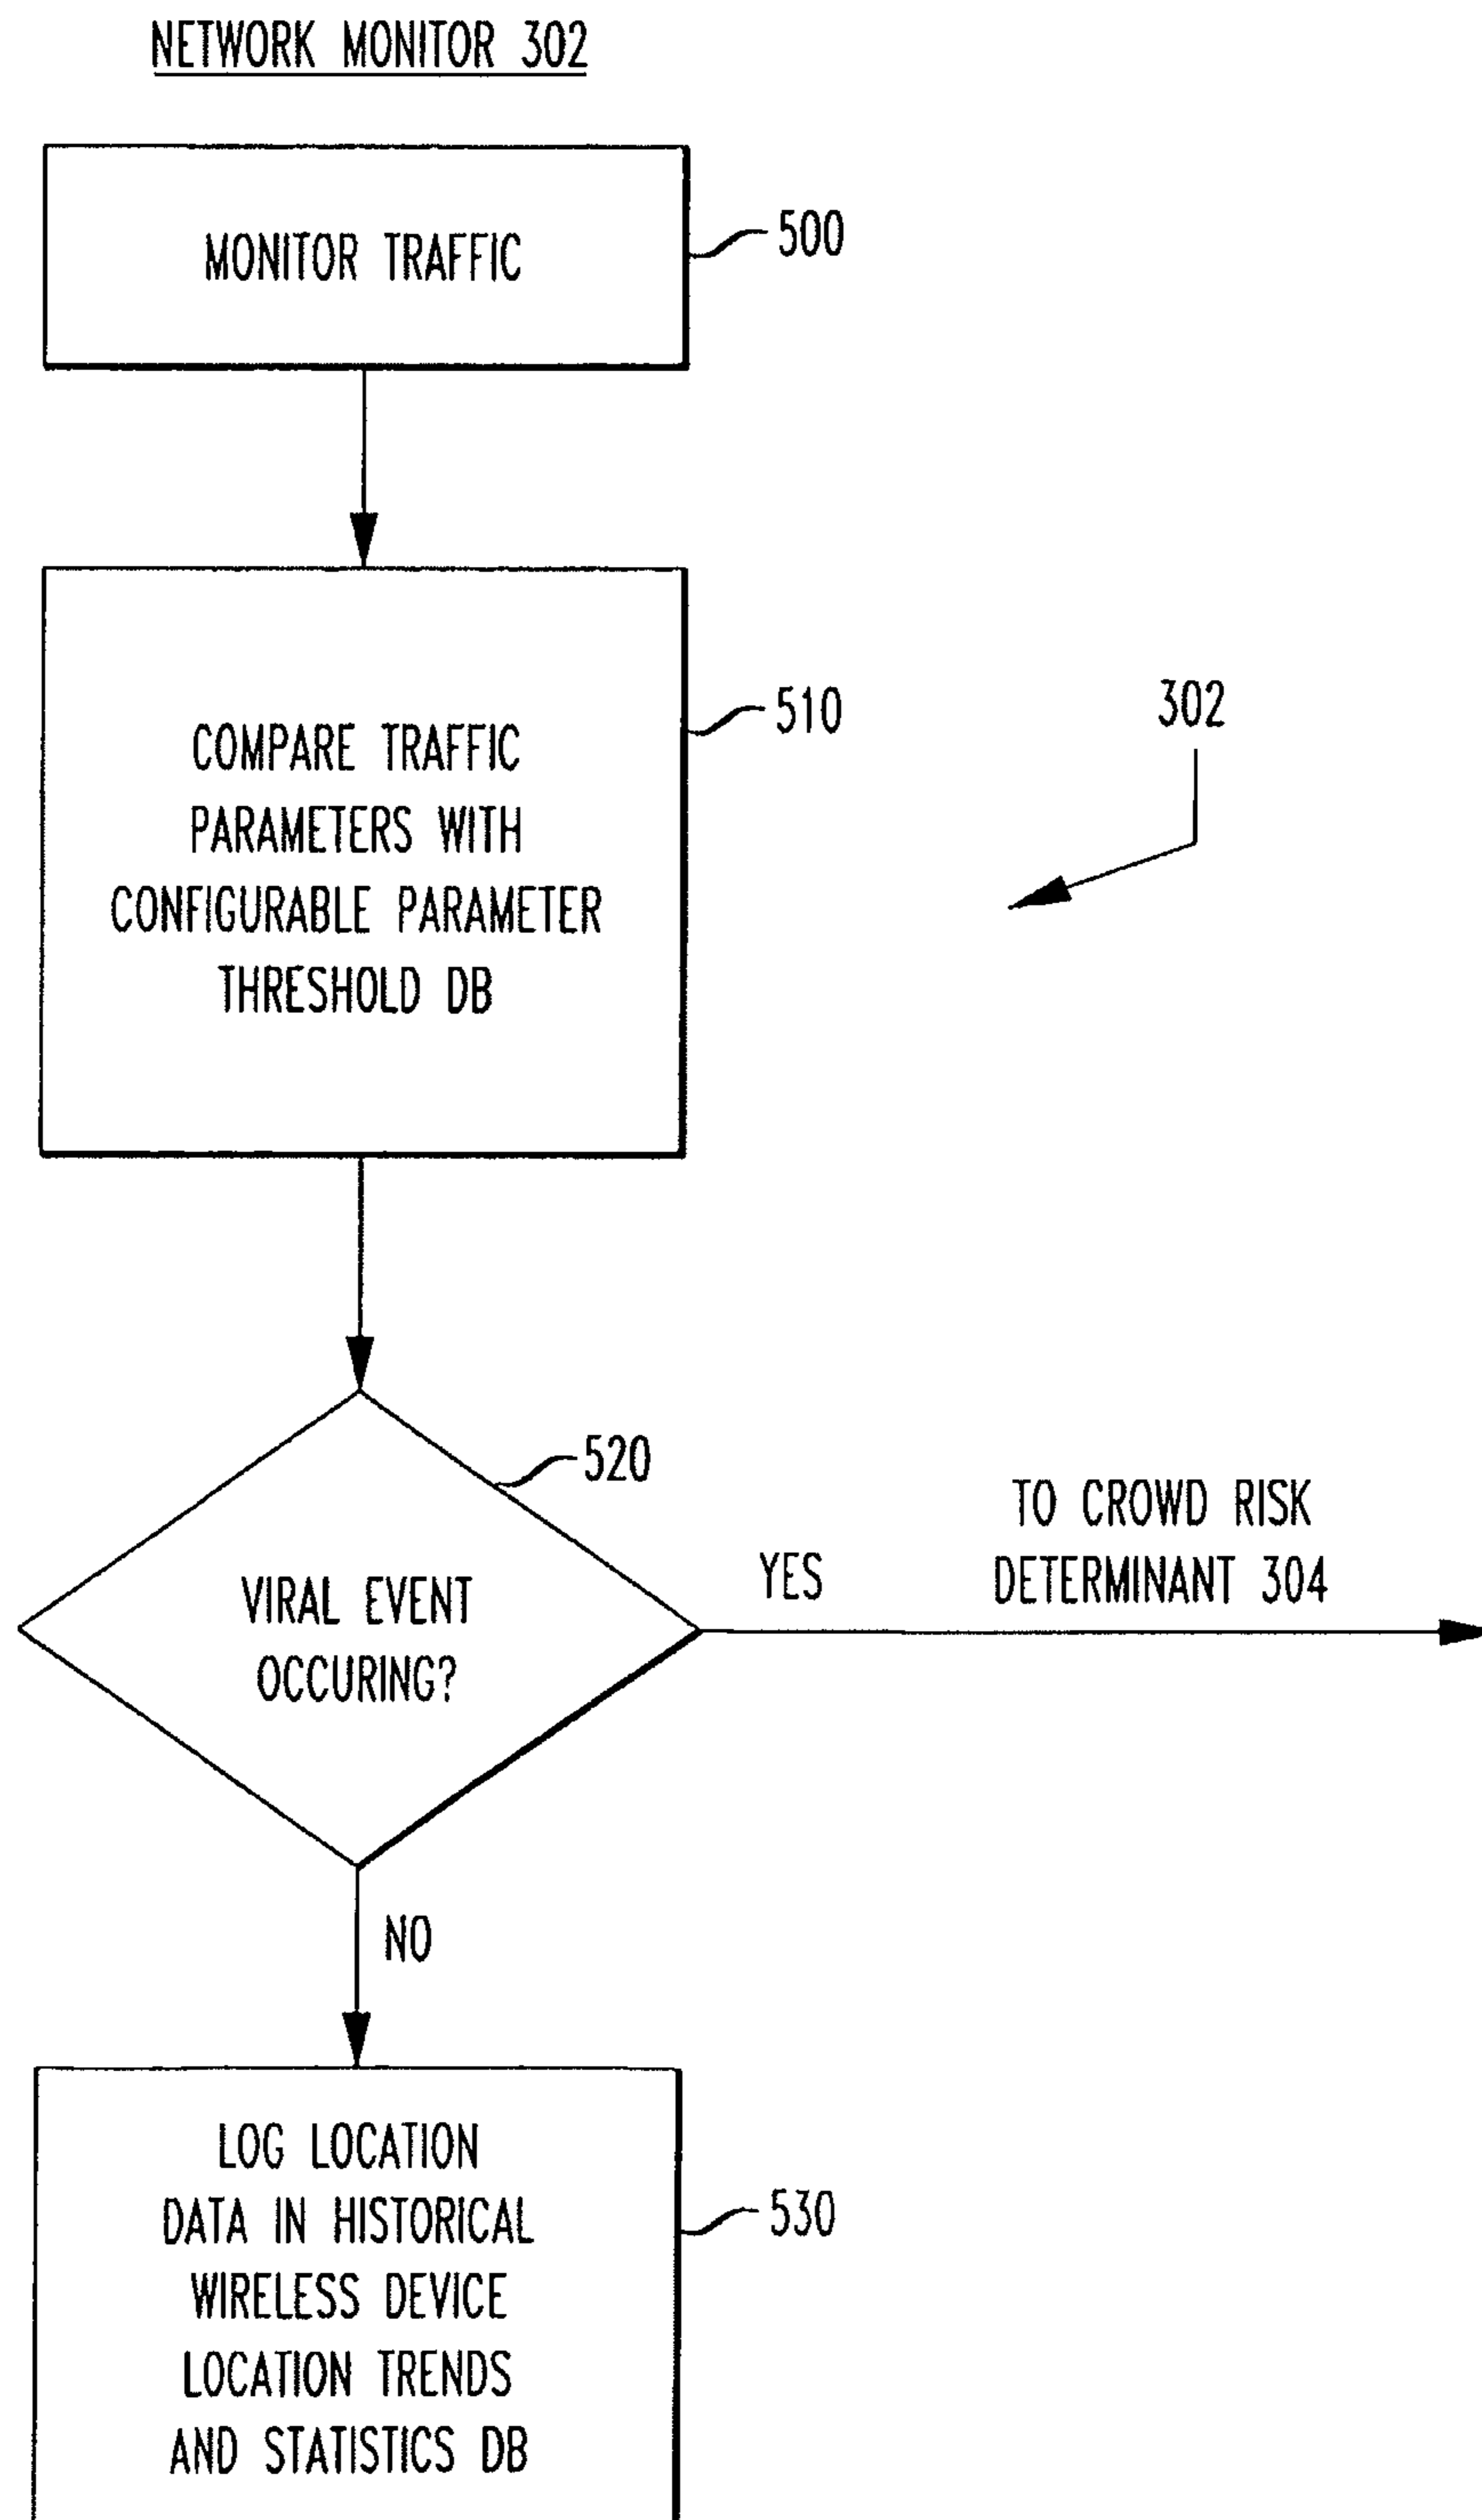 NETWORK MONITOR 302
MONITOR TRAFFIC
500
COMPARE TRAFFIC
PARAMETERS WITH
CONFIGURABLE PARAMETER
THRESHOLD DB
510
302
520
VIRAL EVENT
OCCURING?
YES
TO CROWD RISK
DETERMINANT 304
NO
LOG LOCATION
DATA IN HISTORICAL
WIRELESS DEVICE
LOCATION TRENDS
AND STATISTICS DB
530